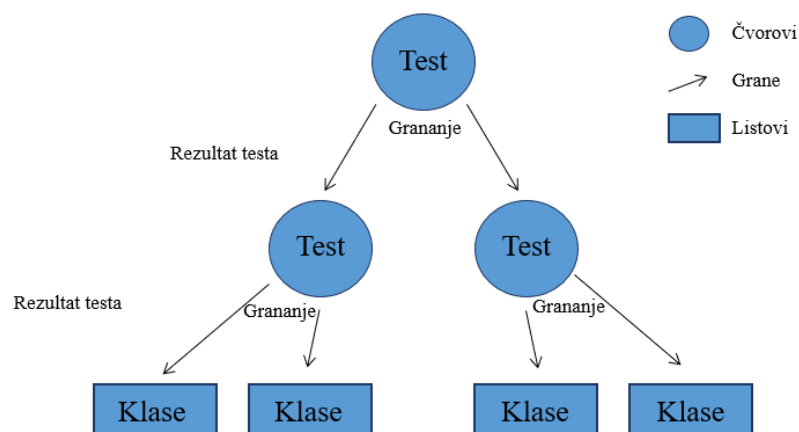 Test
Čvorovi
Grane
Grananje
Listovi
Rezultat testa
Test
Test
Rezultat testa
Grananje
Grananje
Klase
Klase
Klase
Klase